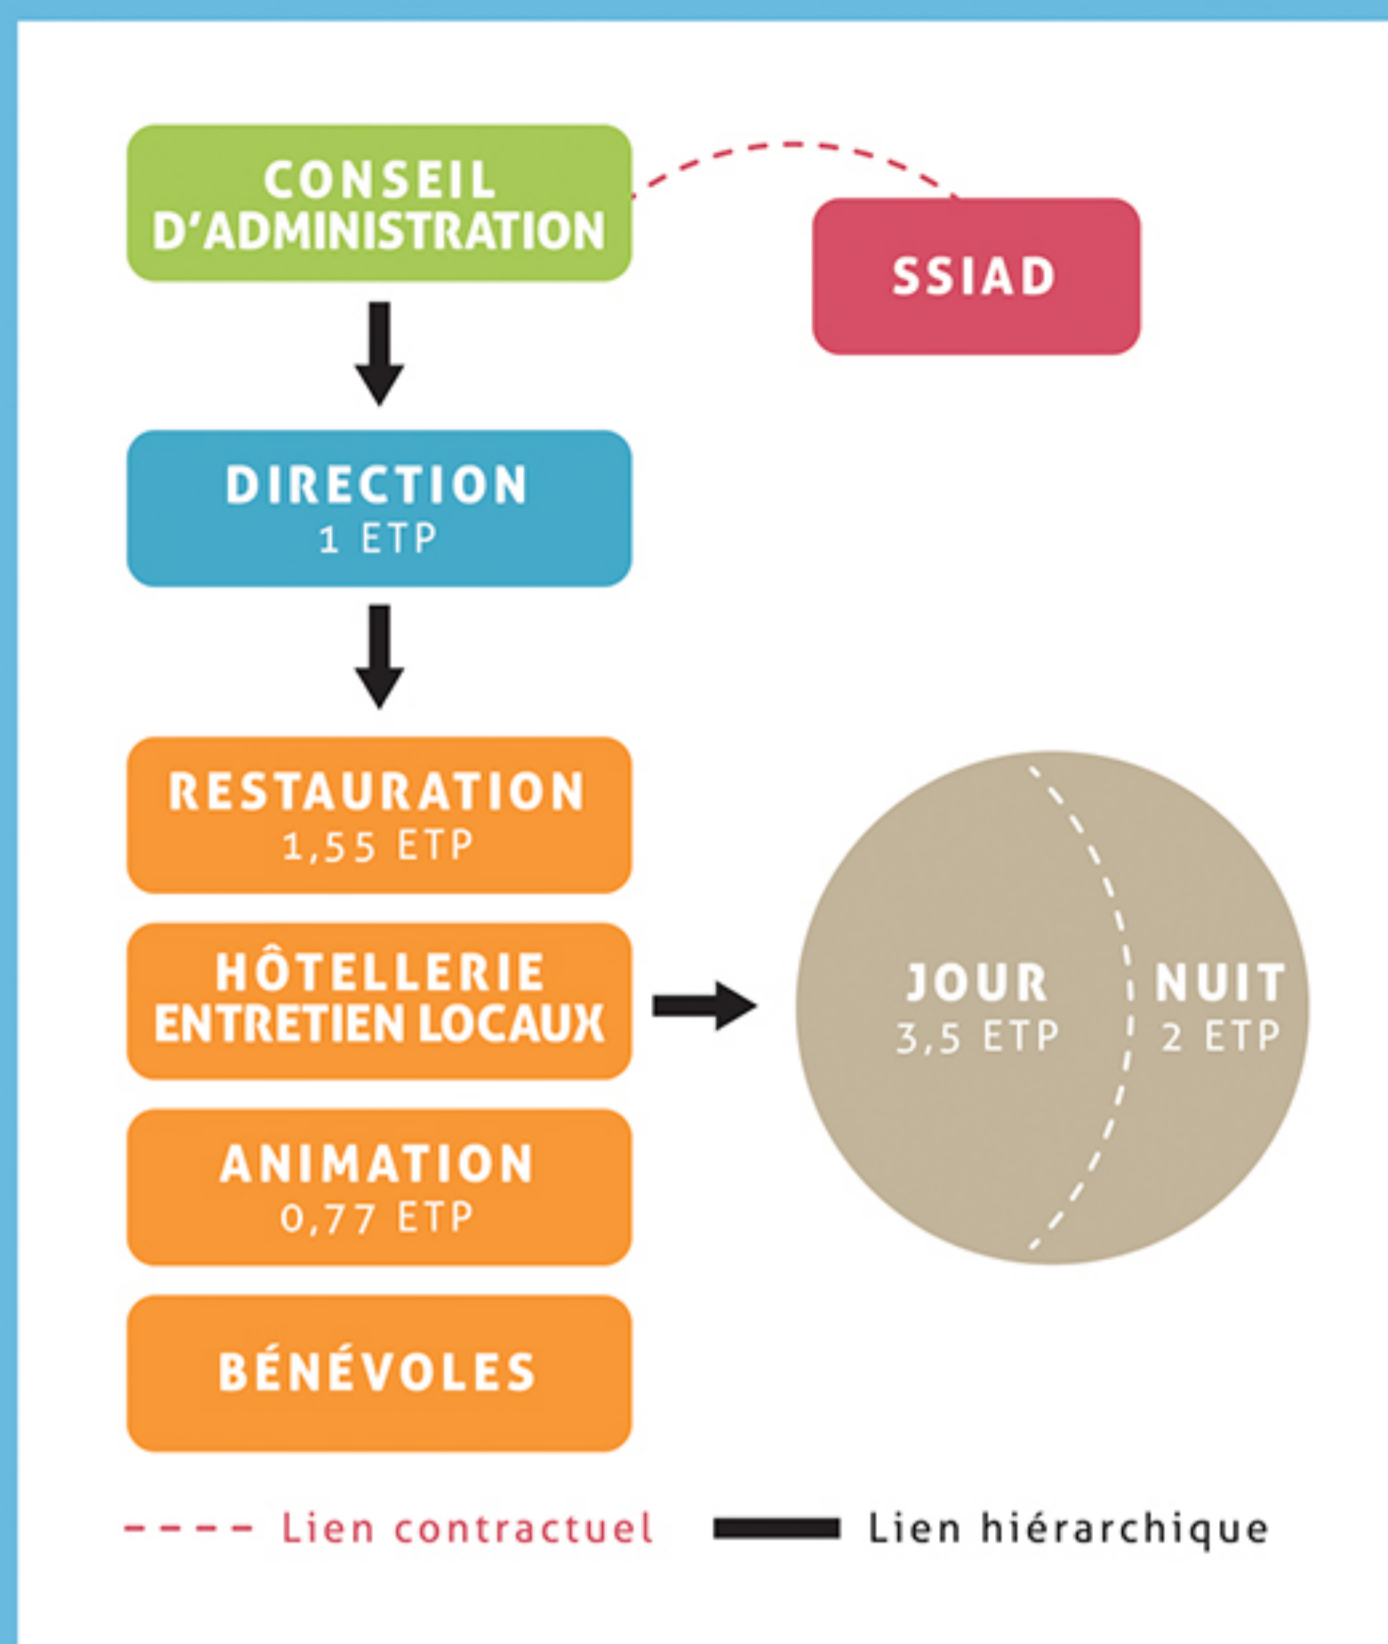 CONSEIL
D'ADMINISTRATION
SSIAD
DIRECTION
1 ETP
RESTAURATION
1,55 ETP
HÔTELLERIE
ENTRETIEN LOCAUX
JOUR
3,5 ETP
NUIT
2 ETP
ANIMATION
0,77 ETP
BÉNÉVOLES
Lien contractuel
Lien hiérarchique